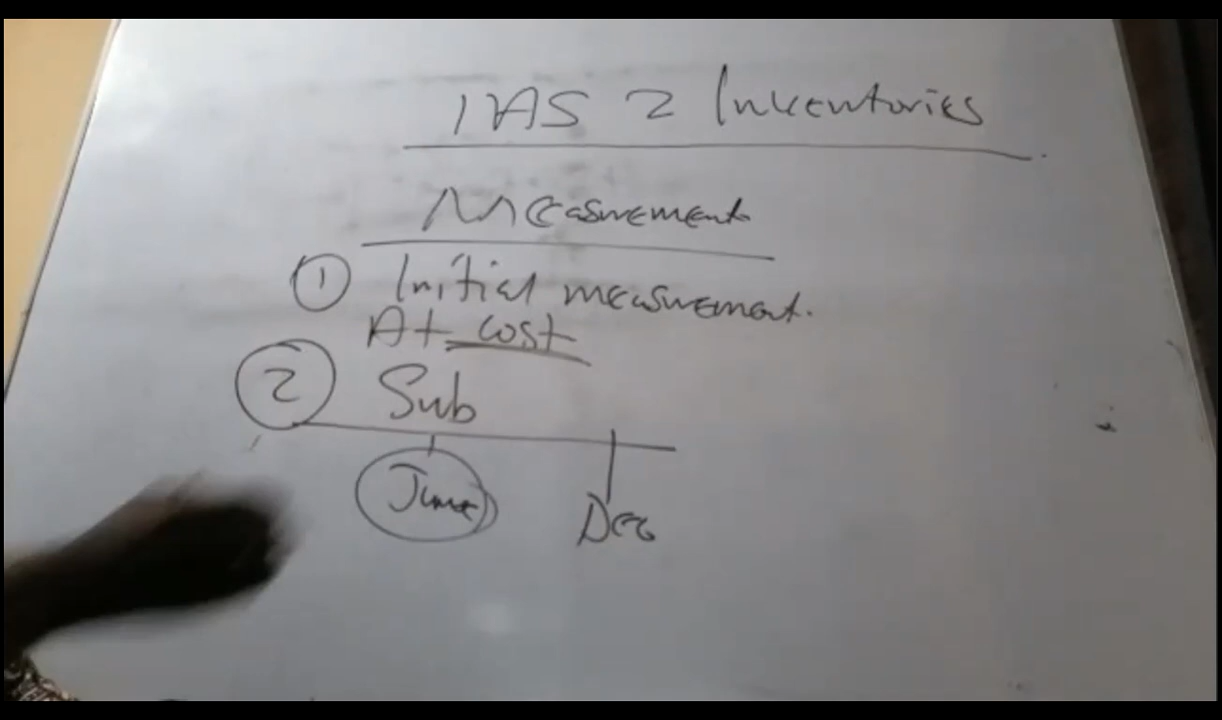 IAS 2 Inventories
Measurement
① Initial measurement.
At cost
② Sub
June Dec